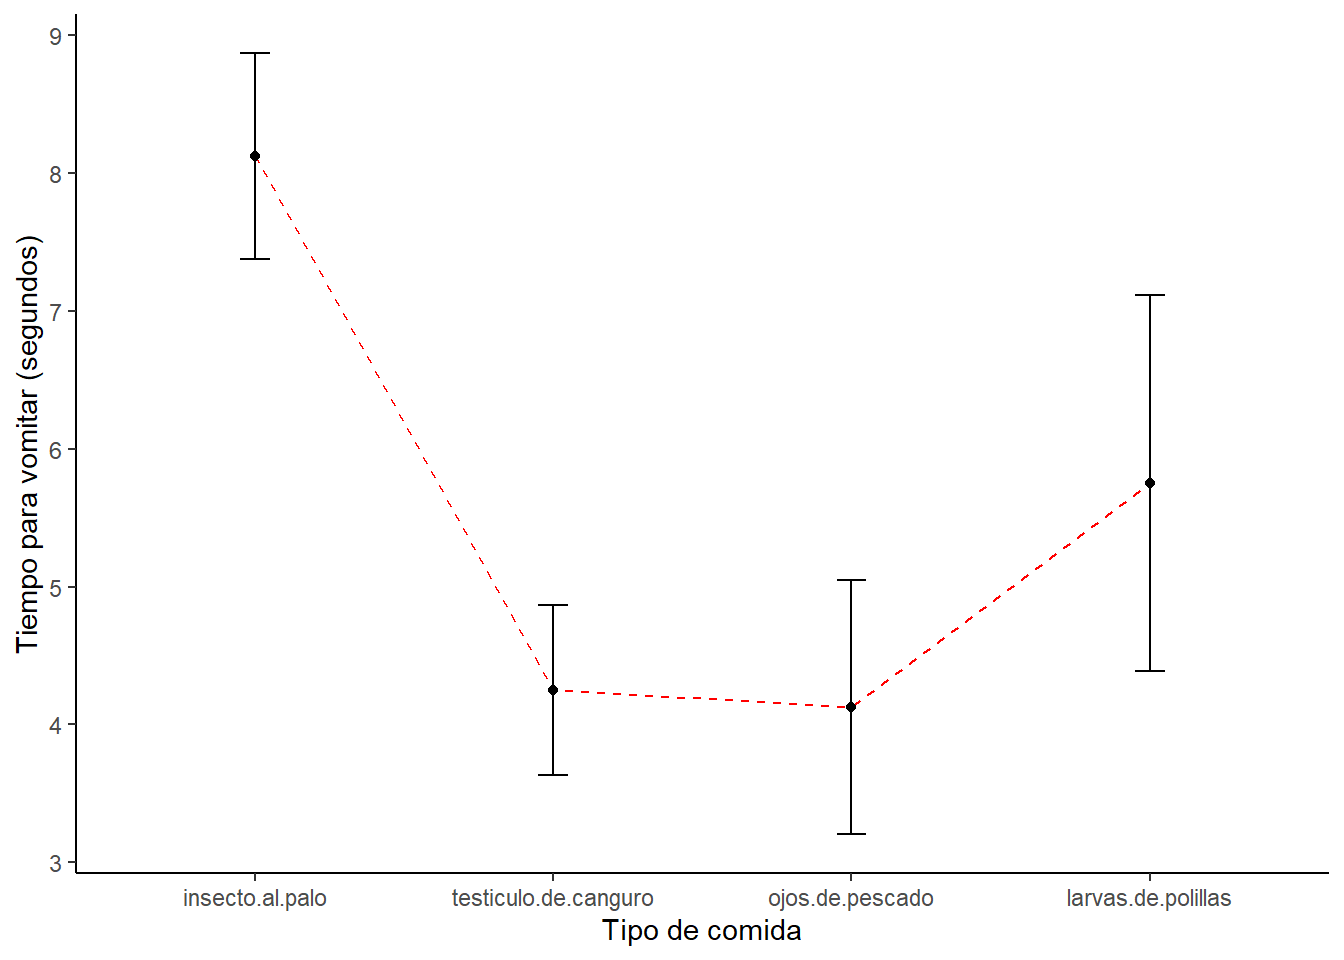 Tiempo para vomitar (segundos)
9
8
7
6
5
4
3
insecto.al.palo testiculo.de.canguro ojos.de.pescado larvas.de.polillas
Tipo de comida